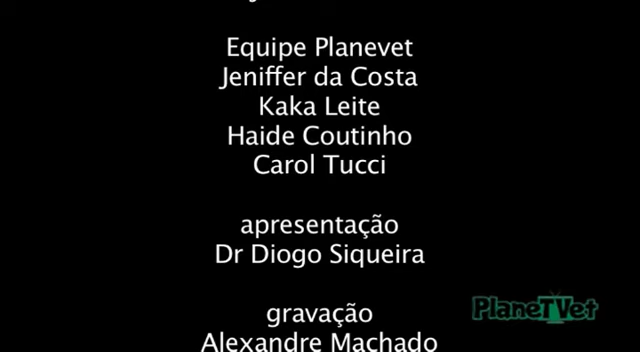 Equipe Planevet
Jeniffer da Costa
Kaka Leite
Haide Coutinho
Carol Tucci
apresentação
Dr Diogo Siqueira
gravação
Alexandre Machado
PlaneTVet